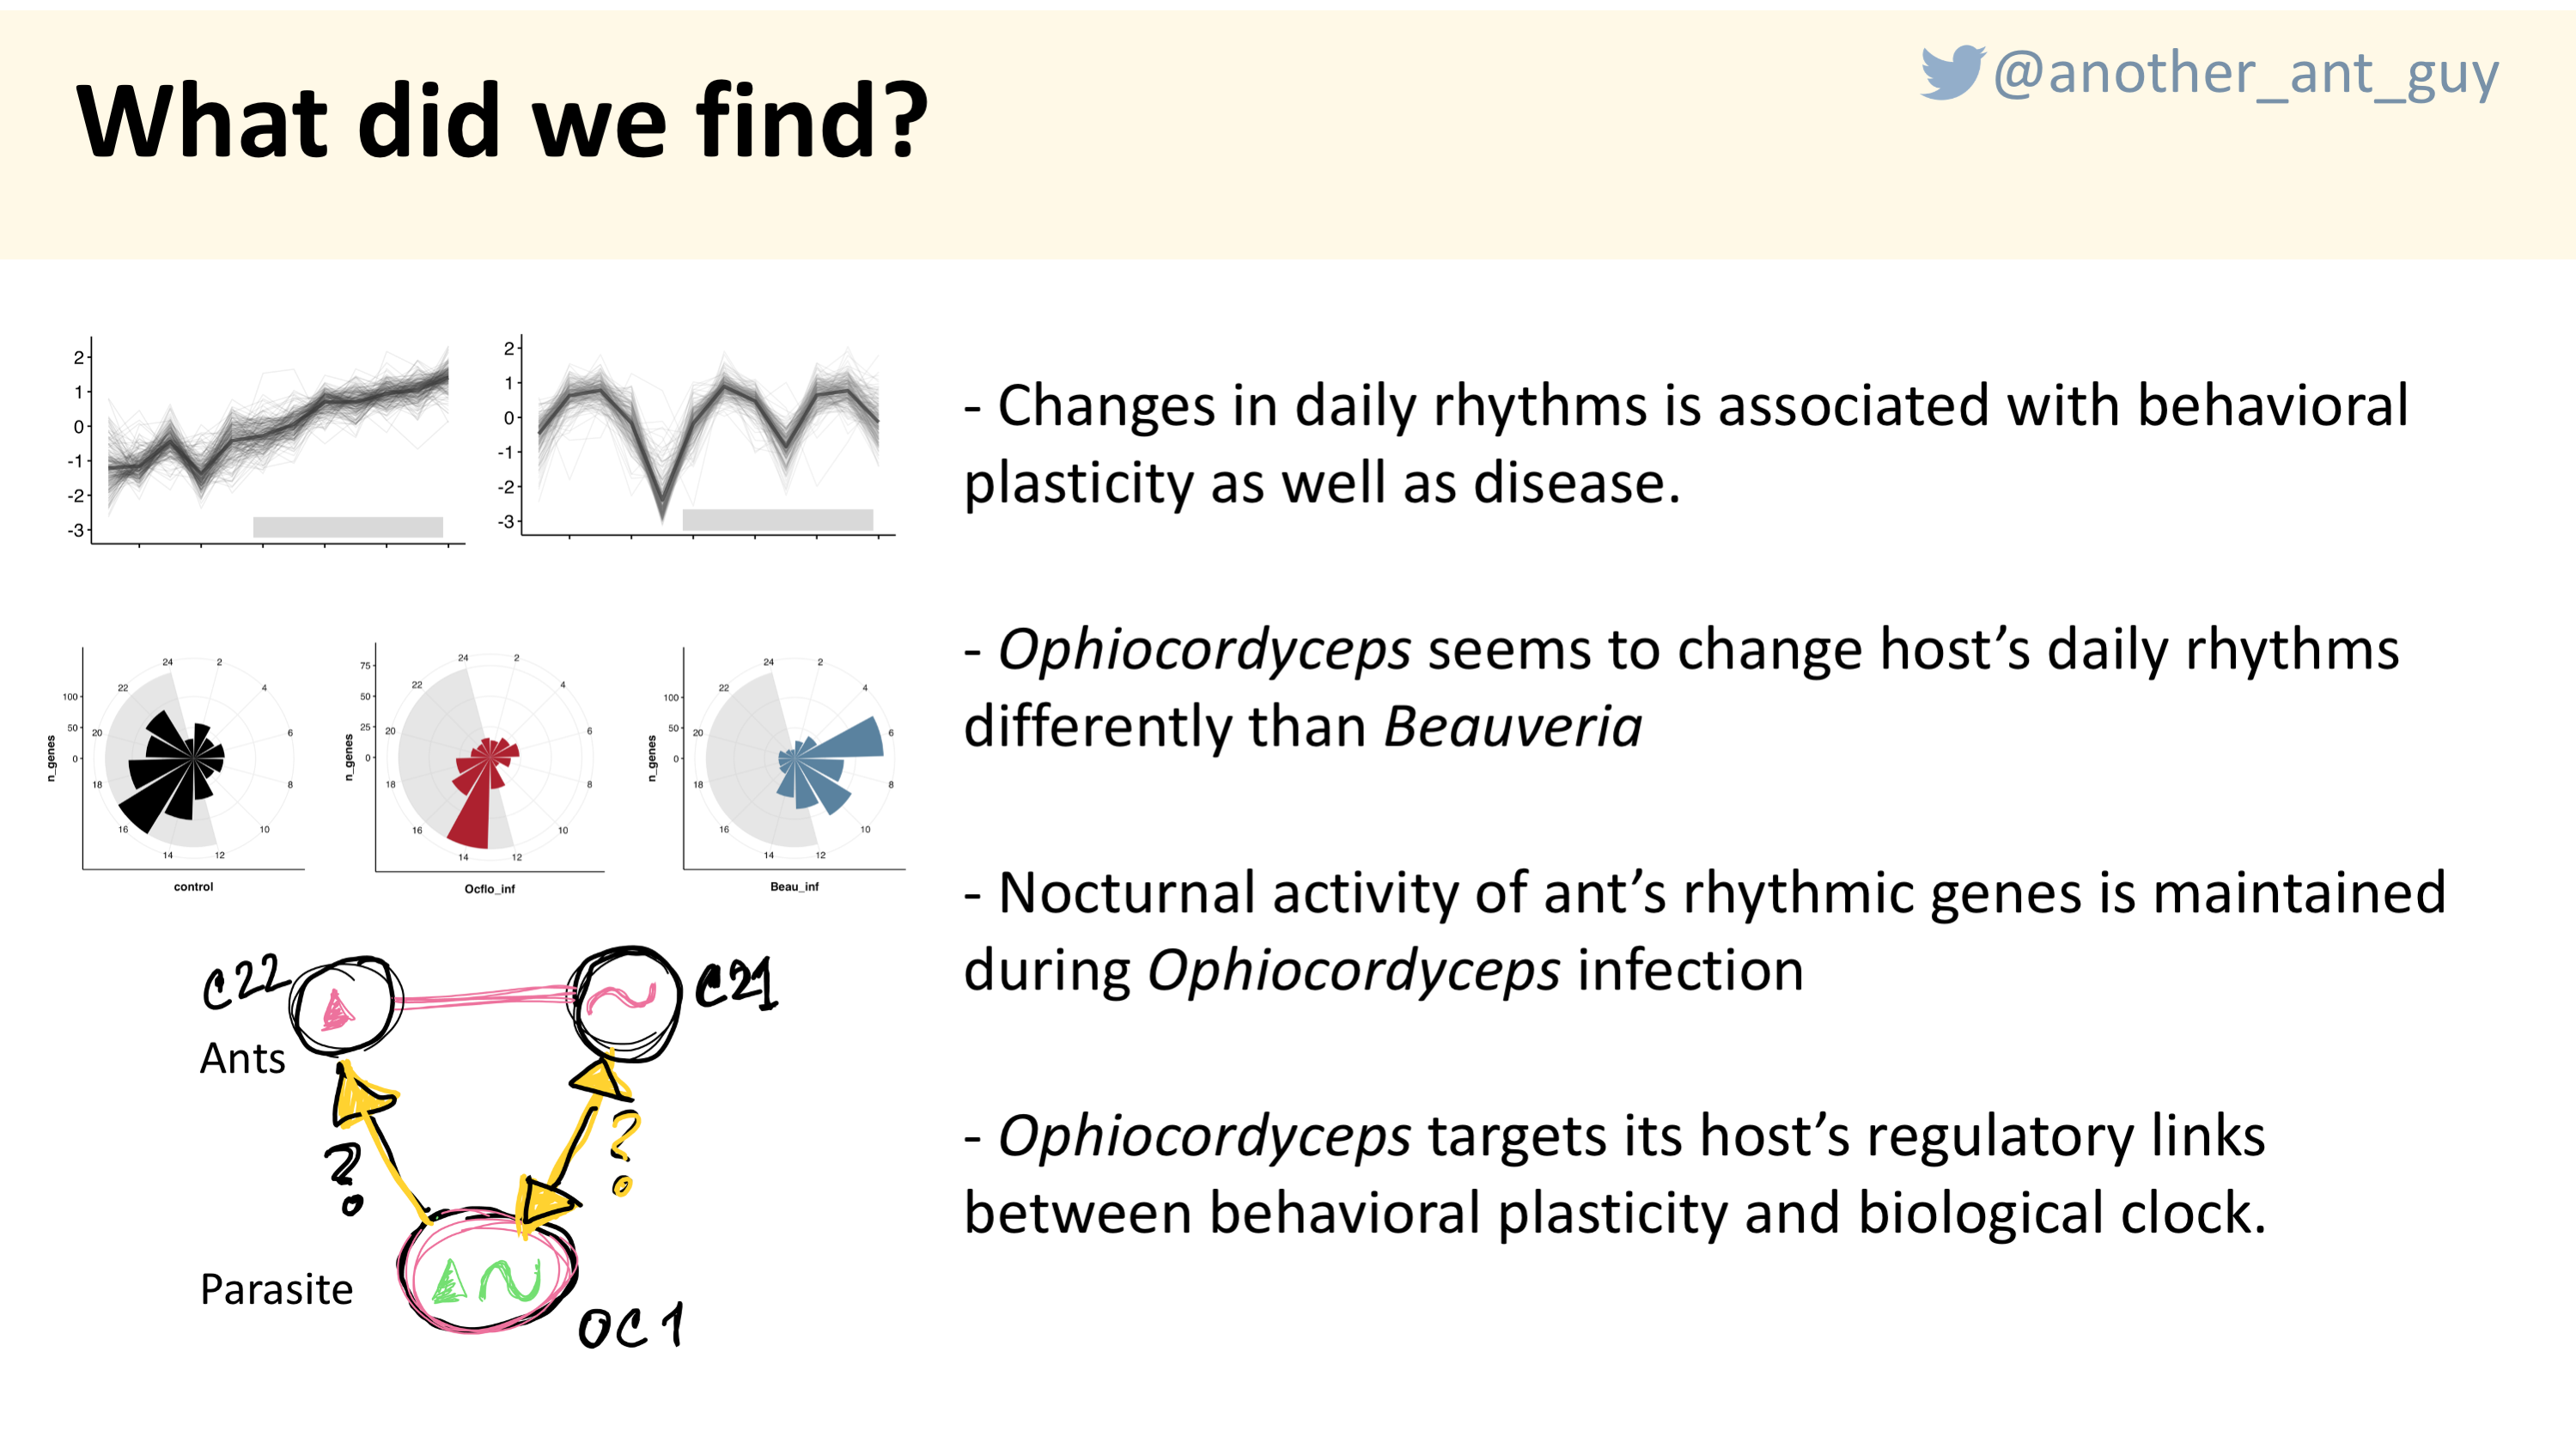 @another_ant_guy
What did we find?
2
1
0
-1
-2
-3
2
1
0
-1
-2
-3
- Changes in daily rhythms is associated with behavioral
plasticity as well as disease.
- Ophiocordyceps seems to change host’s daily rhythms
differently than Beauveria
- Nocturnal activity of ant’s rhythmic genes is maintained
during Ophiocordyceps infection
- Ophiocordyceps targets its host’s regulatory links
between behavioral plasticity and biological clock.
n_genes
100
50
0
24
2
4
6
8
10
12
14
16
18
20
22
control
n_genes
75
50
25
0
24
2
4
6
8
10
12
14
16
18
20
22
Ocflo_inf
n_genes
100
50
0
24
2
4
6
8
10
12
14
16
18
20
22
Beau_inf
C22
C21
Ants
?
?
Parasite
OC1